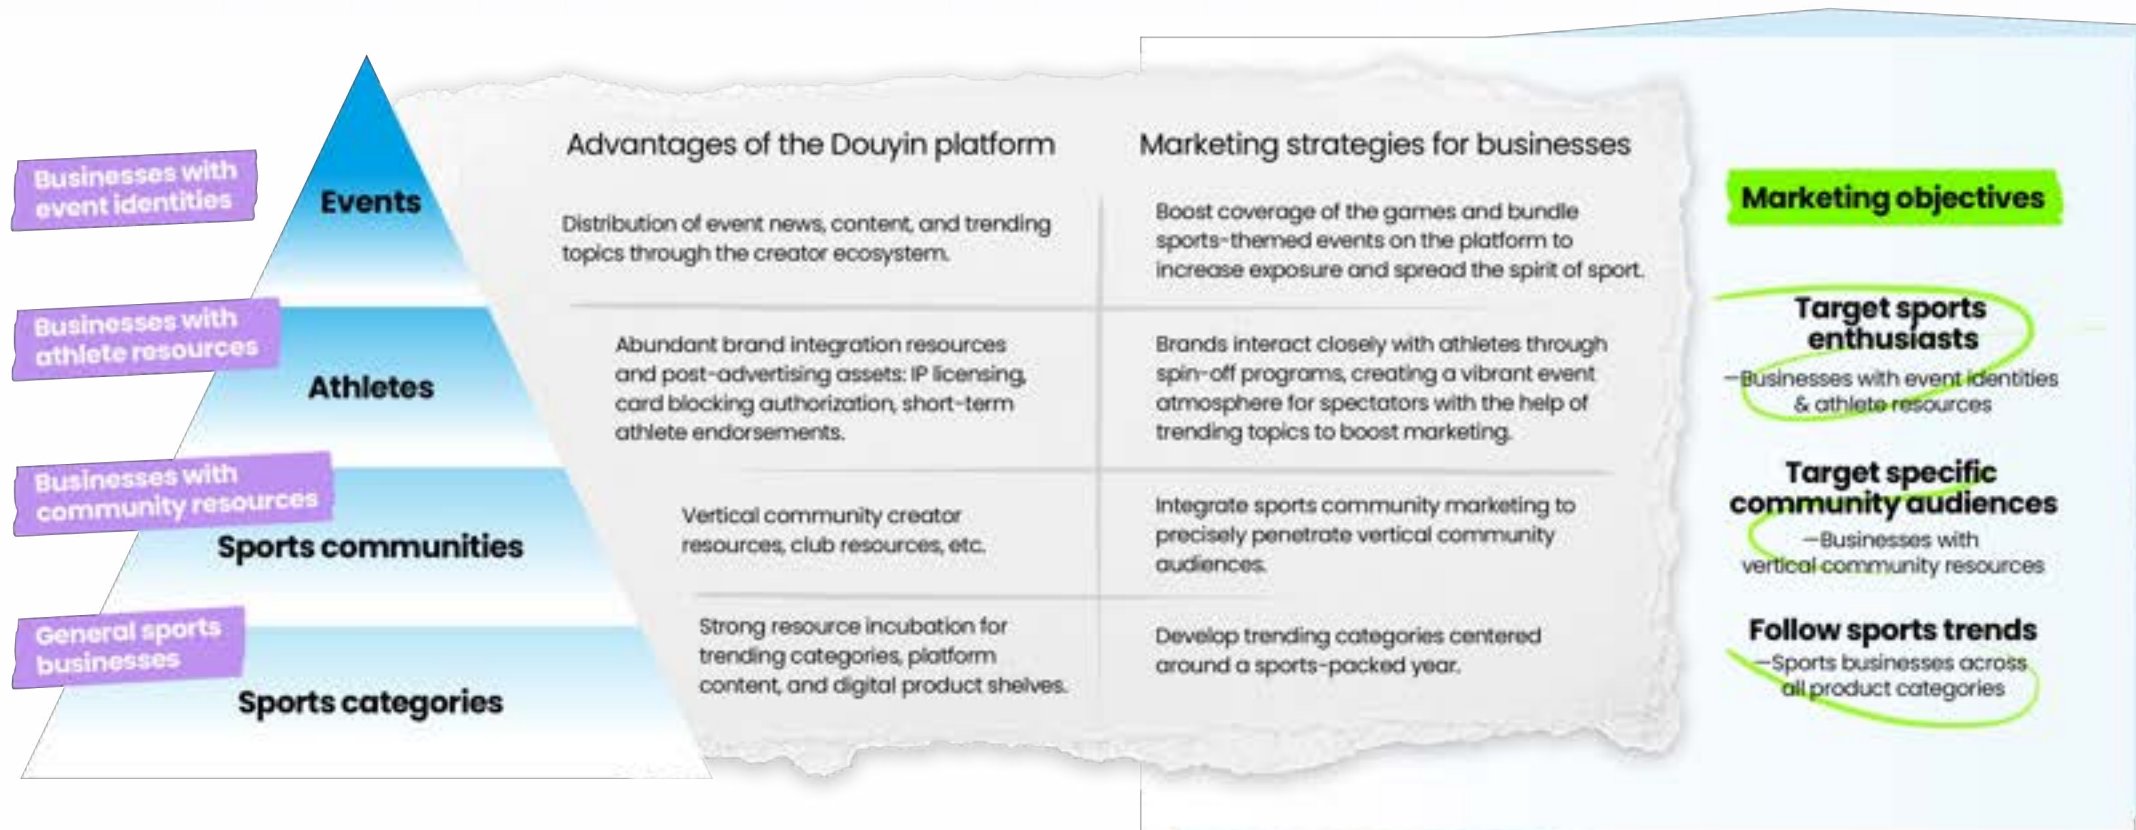 Advantages of the Douyin platform
Marketing strategies for businesses
Marketing objectives
Businesses with
event identities
Events
Distribution of event news, content, and trending
topics through the creator ecosystem.
Boost coverage of the games and bundle
sports-themed events on the platform to
increase exposure and spread the spirit of sport.
Businesses with
athlete resources
Athletes
Abundant brand integration resources
and post-advertising assets: IP licensing,
card blocking authorization, short-term
athlete endorsements.
Brands interact closely with athletes through
spin-off programs, creating a vibrant event
atmosphere for spectators with the help of
trending topics to boost marketing.
Businesses with
community resources
Sports communities
Vertical community creator
resources, club resources, etc.
Integrate sports community marketing to
precisely penetrate vertical community
audiences.
General sports
businesses
Sports categories
Strong resource incubation for
trending categories, platform
content, and digital product shelves.
Develop trending categories centered
around a sports-packed year.
Target sports
enthusiasts
—Businesses with event identities
& athlete resources
Target specific
community audiences
—Businesses with
vertical community resources
Follow sports trends
—Sports businesses across
all product categories